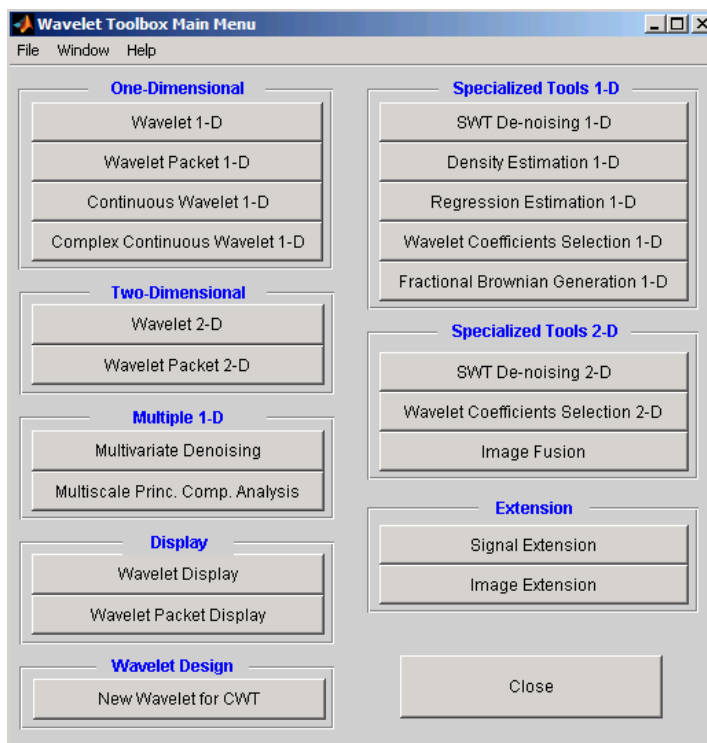 Wavelet Toolbox Main Menu
File Window Help
One-Dimensional
Wavelet 1-D
Wavelet Packet 1-D
Continuous Wavelet 1-D
Complex Continuous Wavelet 1-D
Two-Dimensional
Wavelet 2-D
Wavelet Packet 2-D
Multiple 1-D
Multivariate Denoising
Multiscale Princ. Comp. Analysis
Display
Wavelet Display
Wavelet Packet Display
Wavelet Design
New Wavelet for CWT
Specialized Tools 1-D
SWT De-noising 1-D
Density Estimation 1-D
Regression Estimation 1-D
Wavelet Coefficients Selection 1-D
Fractional Brownian Generation 1-D
Specialized Tools 2-D
SWT De-noising 2-D
Wavelet Coefficients Selection 2-D
Image Fusion
Extension
Signal Extension
Image Extension
Close